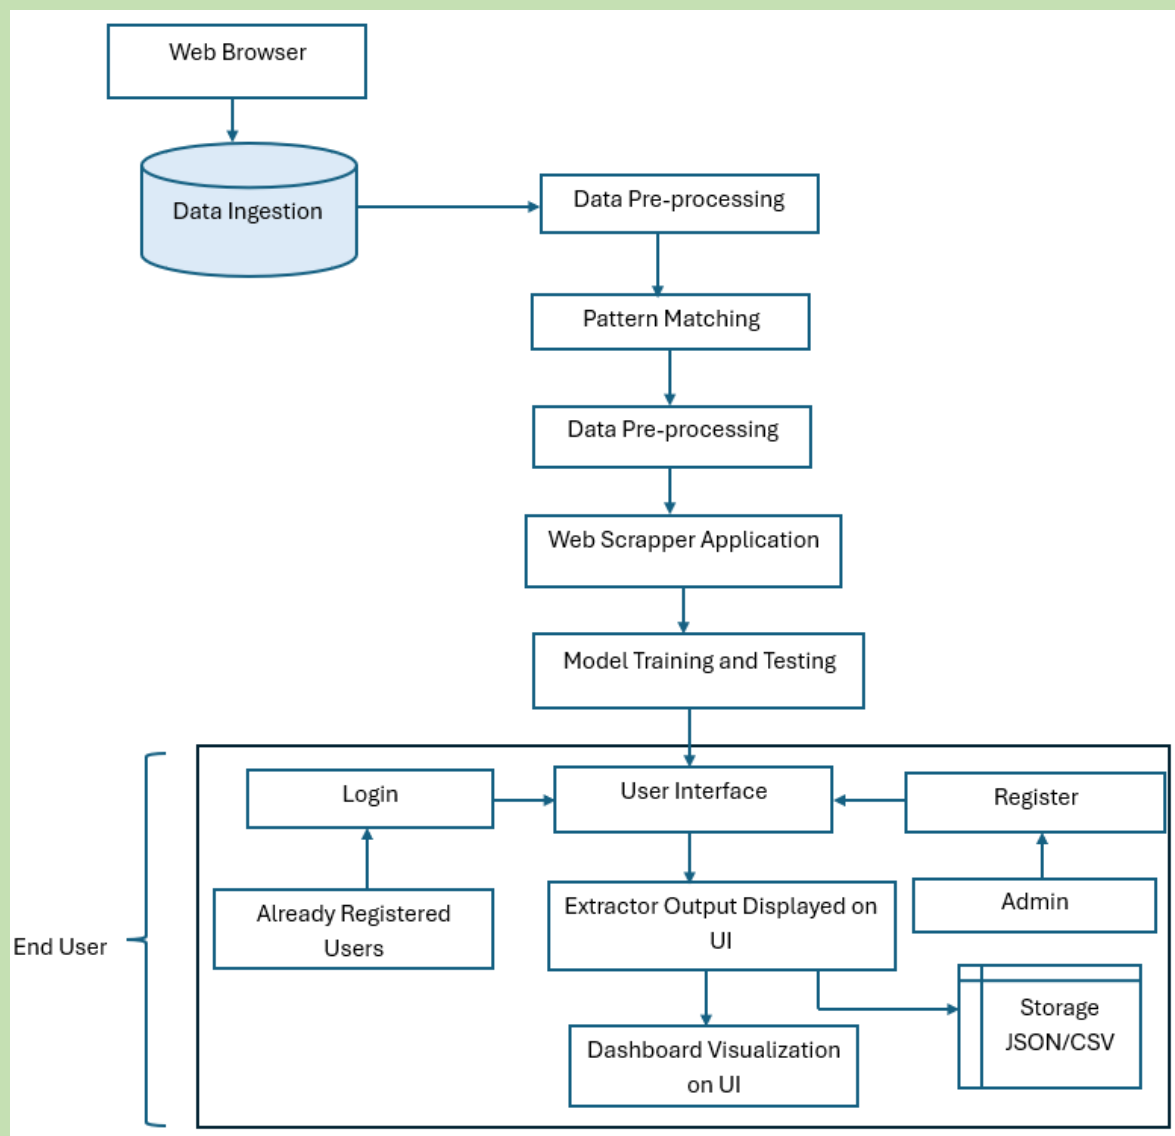 Web Browser
Data Ingestion
Data Pre-processing
Pattern Matching
Data Pre-processing
Web Scrapper Application
Model Training and Testing
Login
User Interface
Register
Already Registered
Users
Extractor Output Displayed on
UI
Admin
End User
Storage
JSON/CSV
Dashboard Visualization
on UI